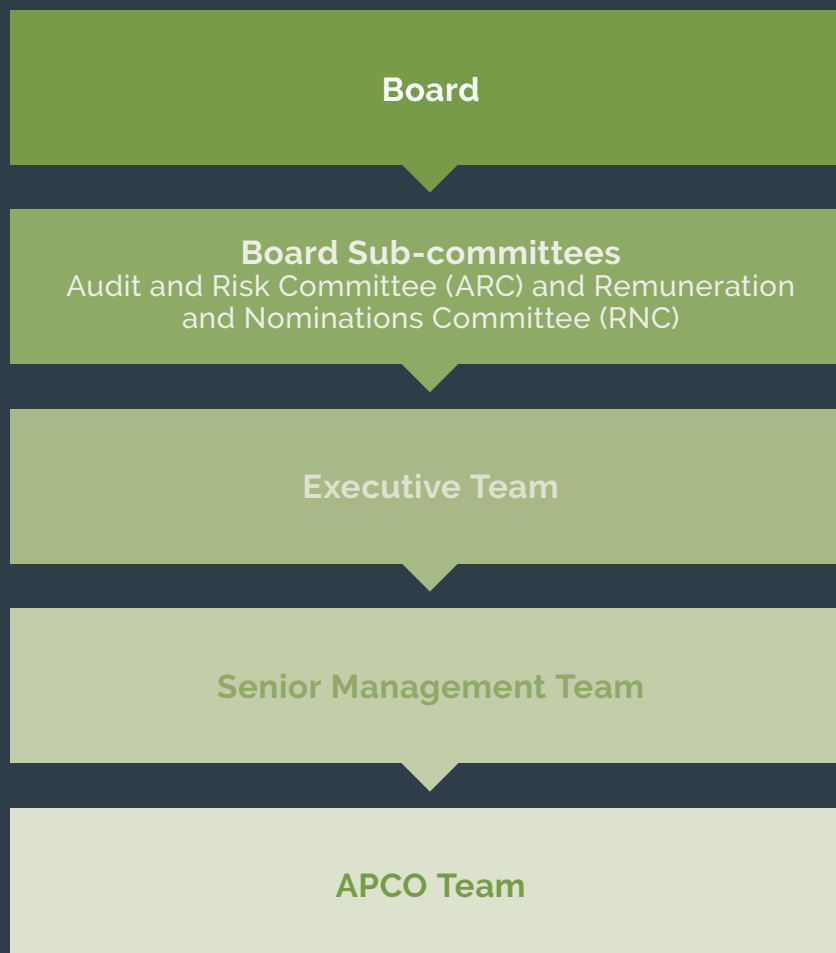 Board
Board Sub-committees
Audit and Risk Committee (ARC) and Remuneration
and Nominations Committee (RNC)
Executive Team
Senior Management Team
APCO Team